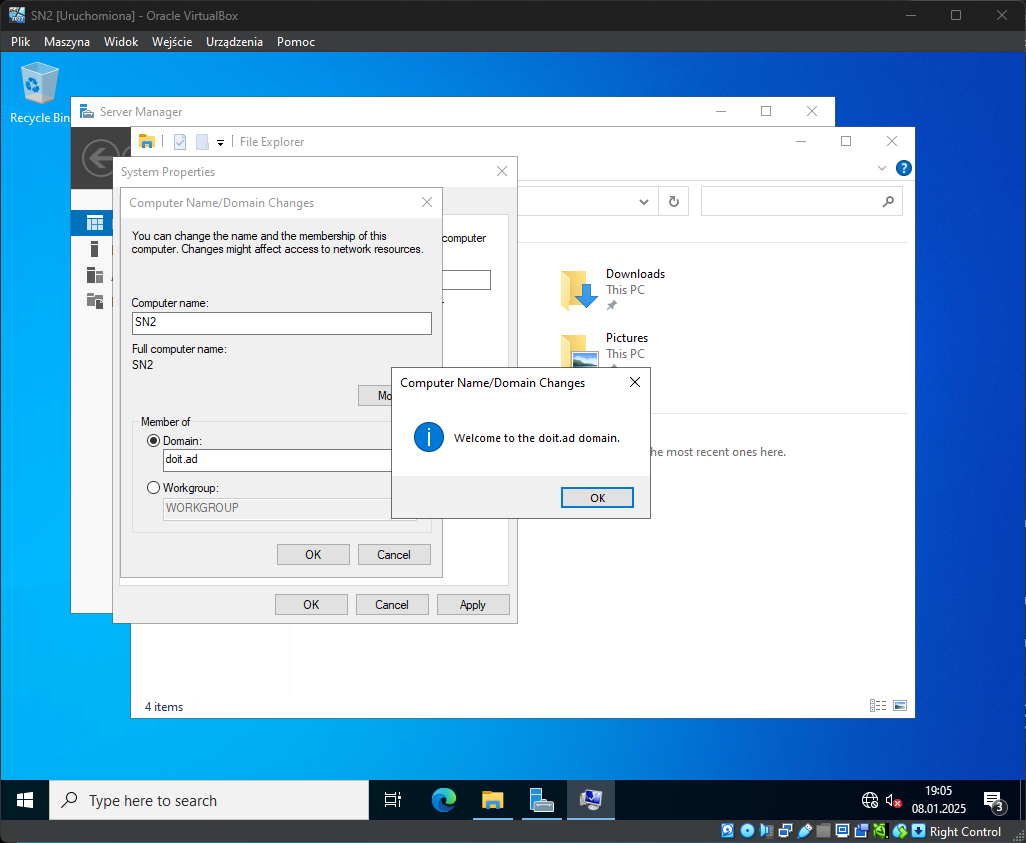 SN2 [Uruchomiona] - Oracle VirtualBox
Plik Maszyna Widok Wejście Urządzenia Pomoc
Recycle Bin
Server Manager
File Explorer
System Properties
Computer Name/Domain Changes
You can change the name and the membership of this
computer. Changes might affect access to network resources.
computer
Computer name:
SN2
Full computer name:
SN2
Mo
Member of
Domain:
doit.ad
Workgroup:
WORKGROUP
OK Cancel
OK Cancel Apply
Downloads
This PC
Pictures
This PC
Computer Name/Domain Changes
Welcome to the doit.ad domain.
OK
he most recent ones here.
4 items
Type here to search
19:05
08.01.2025
3
Right Control